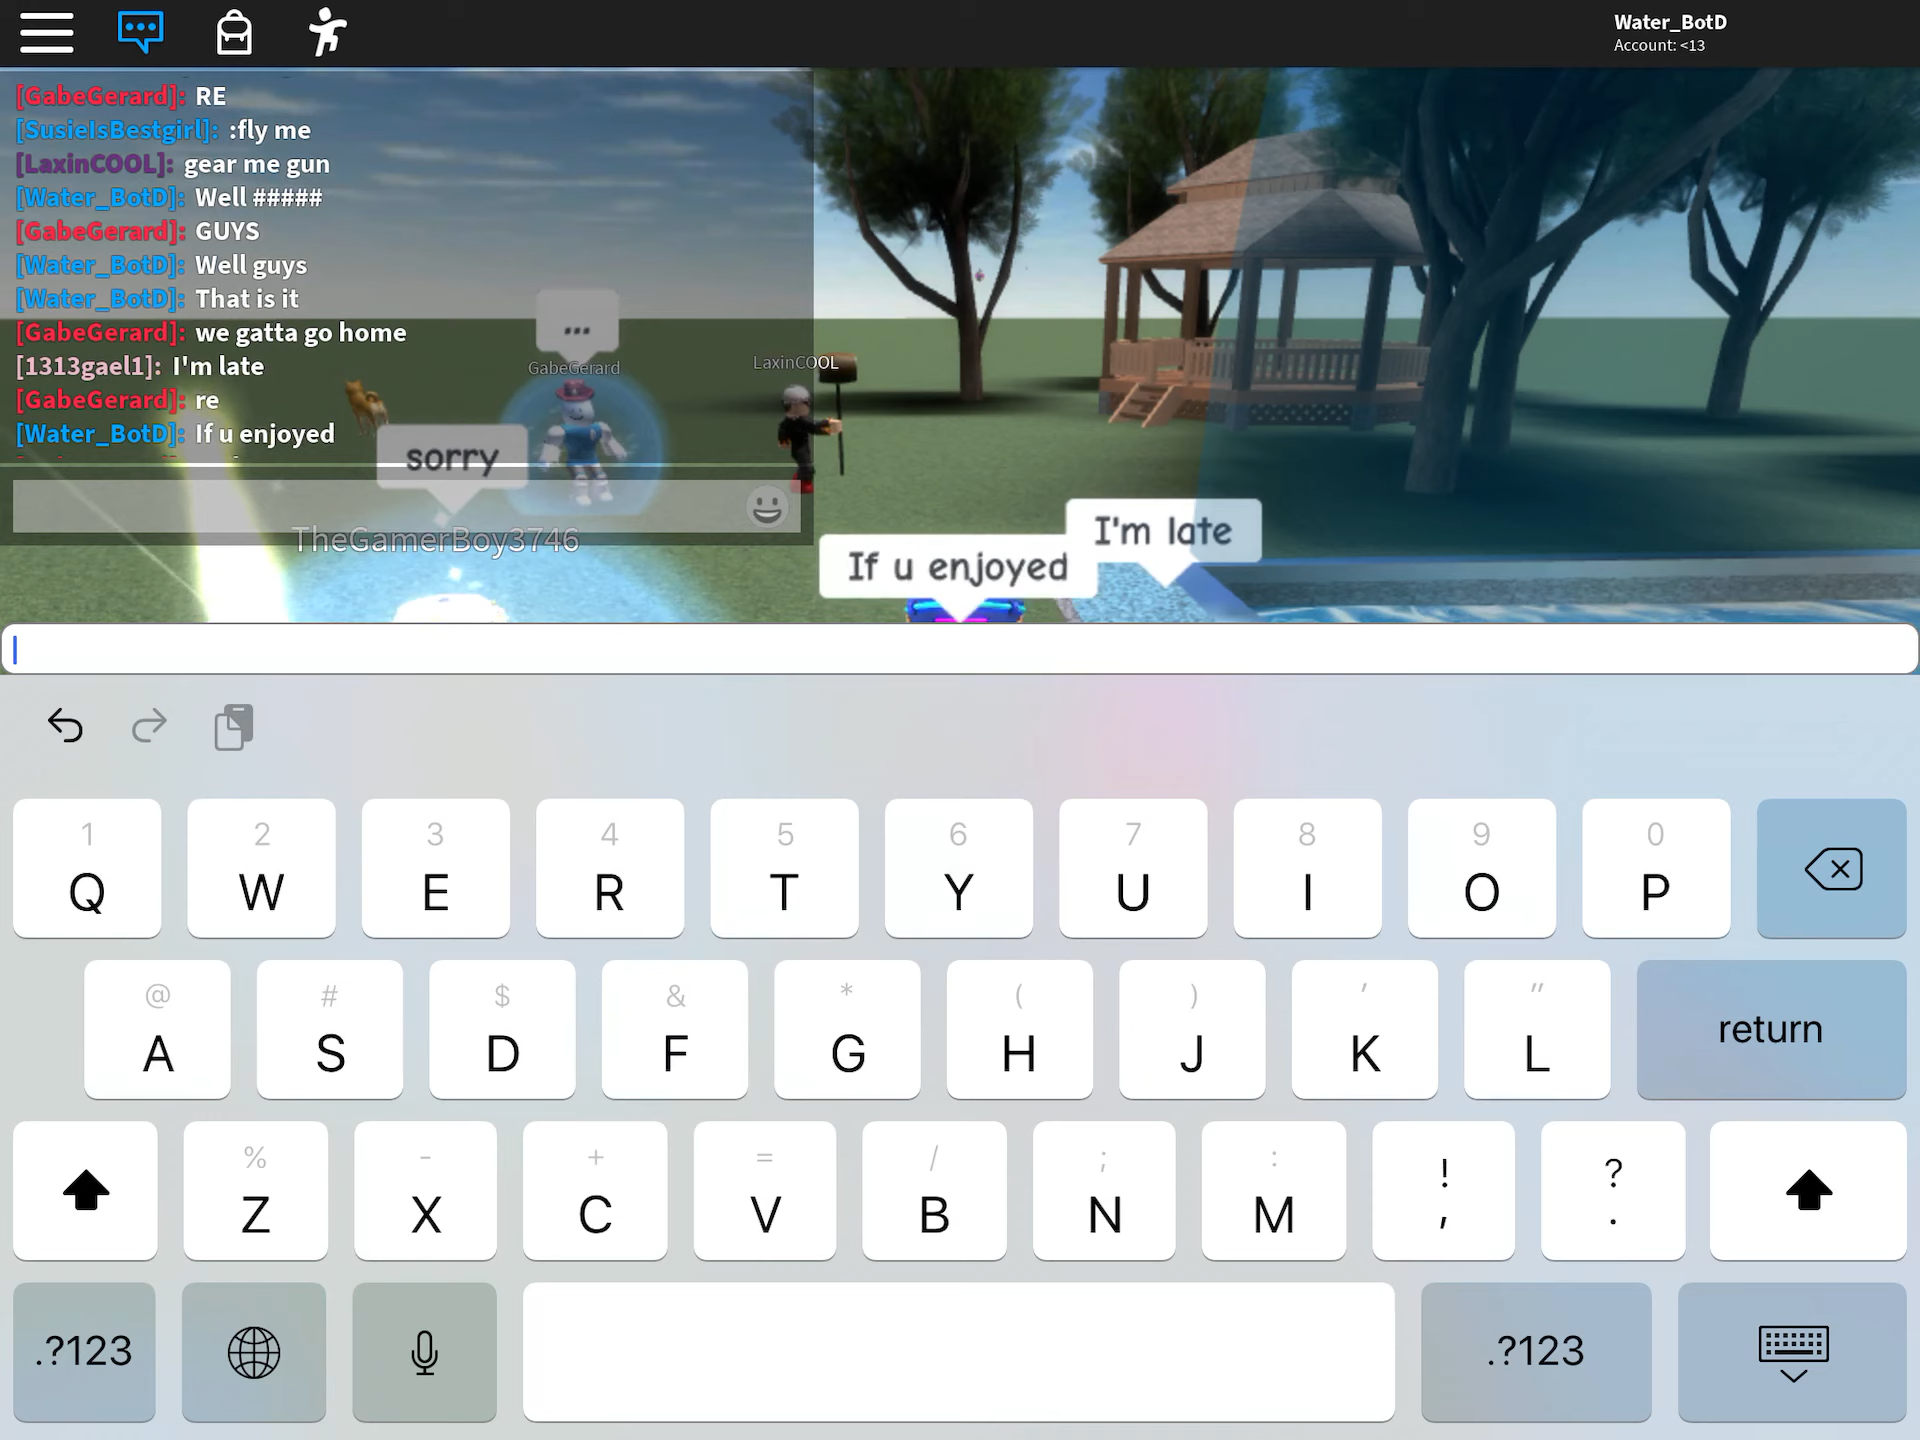 Water_BotD
Account: <13
[GabeGerard]: RE
[SusieIsBestgirl]: :fly me
[LaxinCOOL]: gear me gun
[Water_BotD]: Well #####
[GabeGerard]: GUYS
[Water_BotD]: Well guys
[Water_BotD]: That is it
[GabeGerard]: we gatta go home
[1313gael1]: I'm late
[GabeGerard]: re
[Water_BotD]: If u enjoyed
...
GabeGerard
LaxinCOOL
sorry
TheGamerBoy3746
I'm late
If u enjoyed
1 2 3 4 5 6 7 8 9 0
Q W E R T Y U I O P
@ # $ & * ( ) ' "
A S D F G H J K L return
% - + = / ; : ! ?
Z X C V B N M , .
.?123 .?123